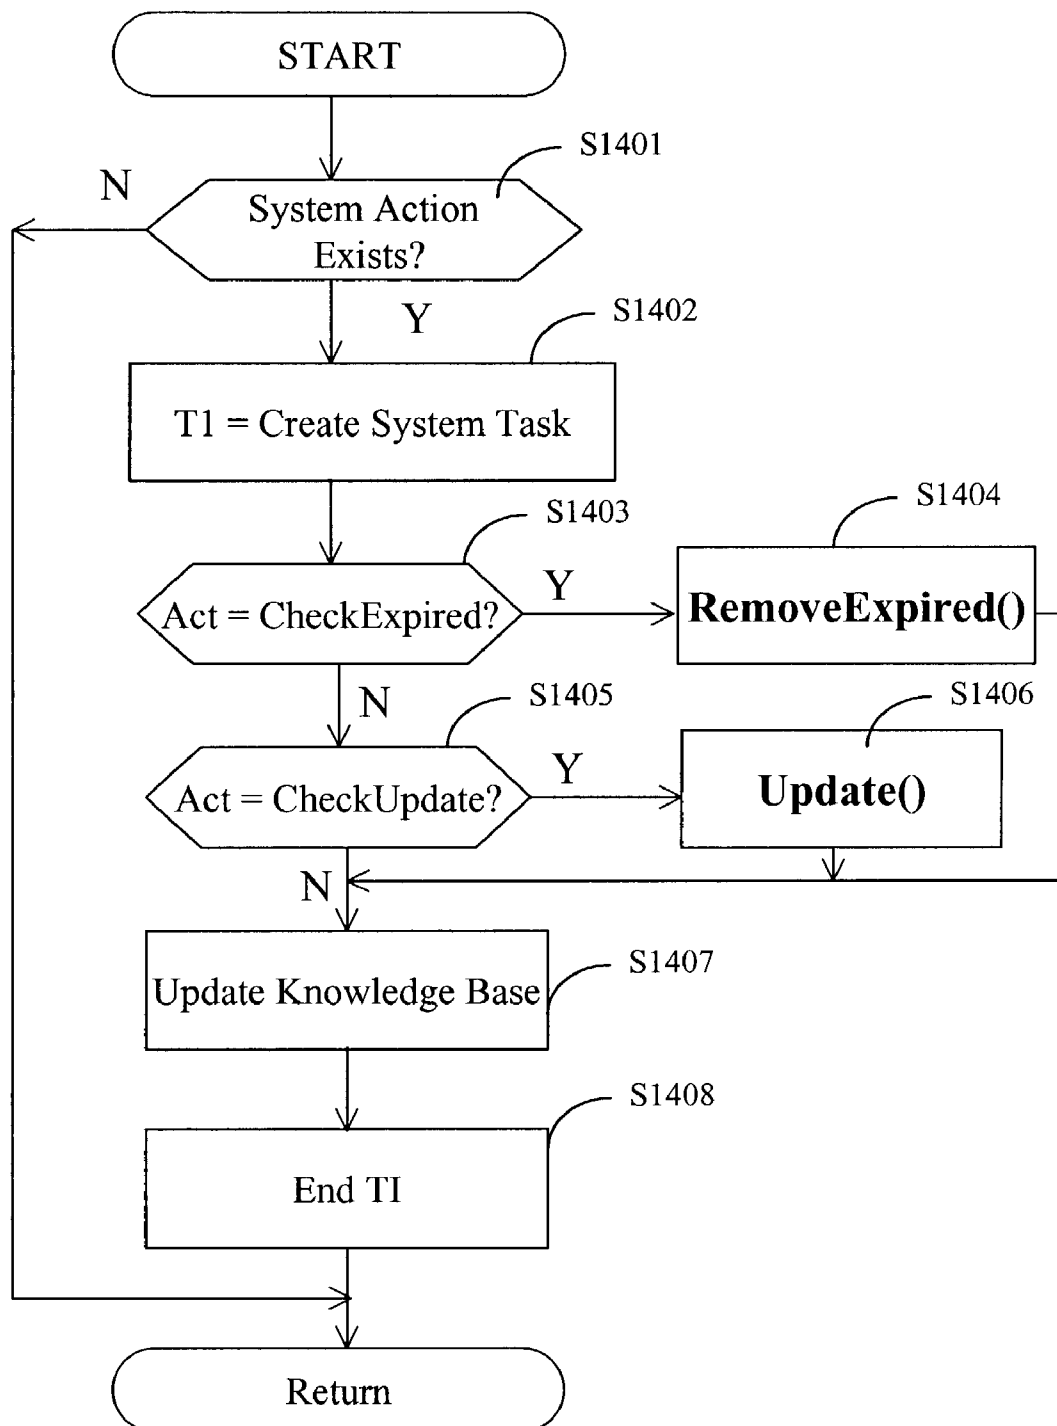 START
S1401
N
System Action
Exists?
Y
S1402
T1 = Create System Task
S1403
S1404
Act = CheckExpired?
Y
RemoveExpired()
N
S1405
S1406
Act = CheckUpdate?
Y
Update()
N
S1407
Update Knowledge Base
S1408
End TI
Return